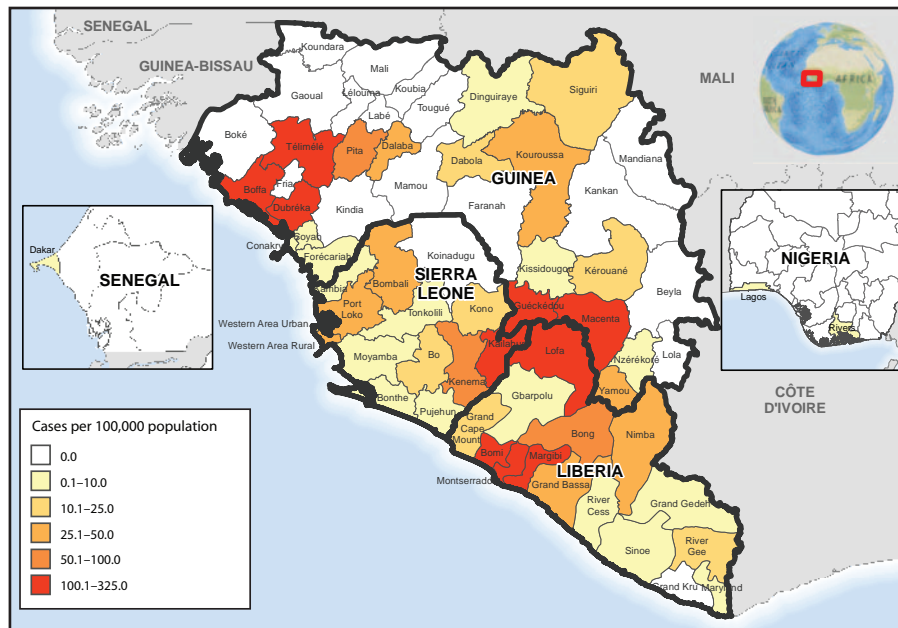 SENEGAL
GUINEA-BISSAU
MALI
Koundara
Mali
Gaoual
Lélouma
Koubia
Labé
Tougué
Dinguiraye
Siguiri
Boké
Télimélé
Pita
Dalaba
Dabola
Kouroussa
Mandiana
GUINEA
Fria
Boffa
Dubréka
Kindia
Mamou
Faranah
Kankan
Coyah
Conakry
Forécariah
Koinadugu
Kissidougou
Kérouané
Beyla
SIERRA
LEONE
Kambia
Bombali
Port
Loko
Tonkolili
Kono
Guéckédou
Macenta
Western Area Urban
Western Area Rural
Moyamba
Bo
Kenema
Kailahun
Lofa
Nzérékoré
Lola
Yamou
Bonthe
Pujehun
Gbarpolu
Grand
Cape
Mount
Bomi
Margibi
Bong
Nimba
Montserrado
LIBERIA
Grand Bassa
River
Cess
Grand Gedeh
Sinoe
River
Gee
Grand Kru
Maryland
CÔTE
D'IVOIRE
AFRICA
Dakar
SENEGAL
NIGERIA
Lagos
Rivers
Cases per 100,000 population
0.0
0.1–10.0
10.1–25.0
25.1–50.0
50.1–100.0
100.1–325.0